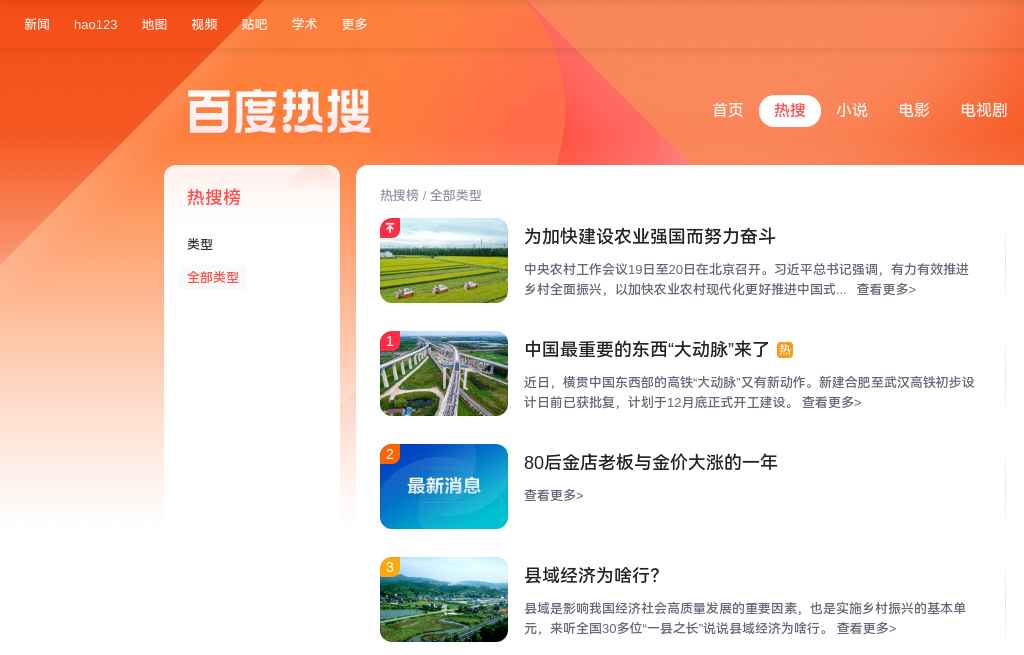 新闻 hao123 地图 视频 贴吧 学术 更多
百度热搜
首页 热搜 小说 电影 电视剧
热搜榜
类型
全部类型
热搜榜 / 全部类型
为加快建设农业强国而努力奋斗
中央农村工作会议19日至20日在北京召开。习近平总书记强调，有力有效推进
乡村全面振兴，以加快农业农村现代化更好推进中国式... 查看更多>
1
中国最重要的东西“大动脉”来了 热
近日，横贯中国东西部的高铁“大动脉”又有新动作。新建合肥至武汉高铁初步设
计日前已获批复，计划于12月底正式开工建设。 查看更多>
2
最新消息
80后金店老板与金价大涨的一年
查看更多>
3
县域经济为啥行？
县域是影响我国经济社会高质量发展的重要因素，也是实施乡村振兴的基本单
元，来听全国30多位“一县之长”说说县域经济为啥行。 查看更多>